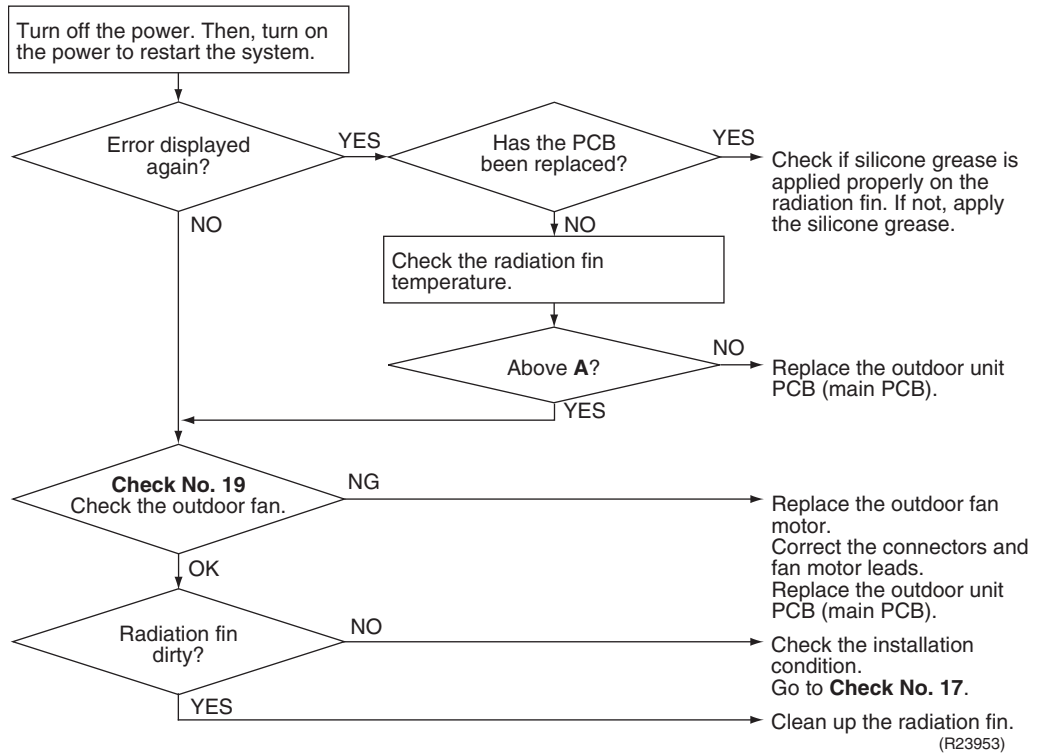 Turn off the power. Then, turn on
the power to restart the system.
Error displayed
again?
YES
Has the PCB
been replaced?
YES
Check if silicone grease is
applied properly on the
radiation fin. If not, apply
the silicone grease.
NO
NO
Check the radiation fin
temperature.
Above A?
NO
Replace the outdoor unit
PCB (main PCB).
YES
Check No. 19
Check the outdoor fan.
NG
Replace the outdoor fan
motor.
Correct the connectors and
fan motor leads.
Replace the outdoor unit
PCB (main PCB).
OK
Radiation fin
dirty?
NO
Check the installation
condition.
Go to Check No. 17.
YES
Clean up the radiation fin.
(R23953)